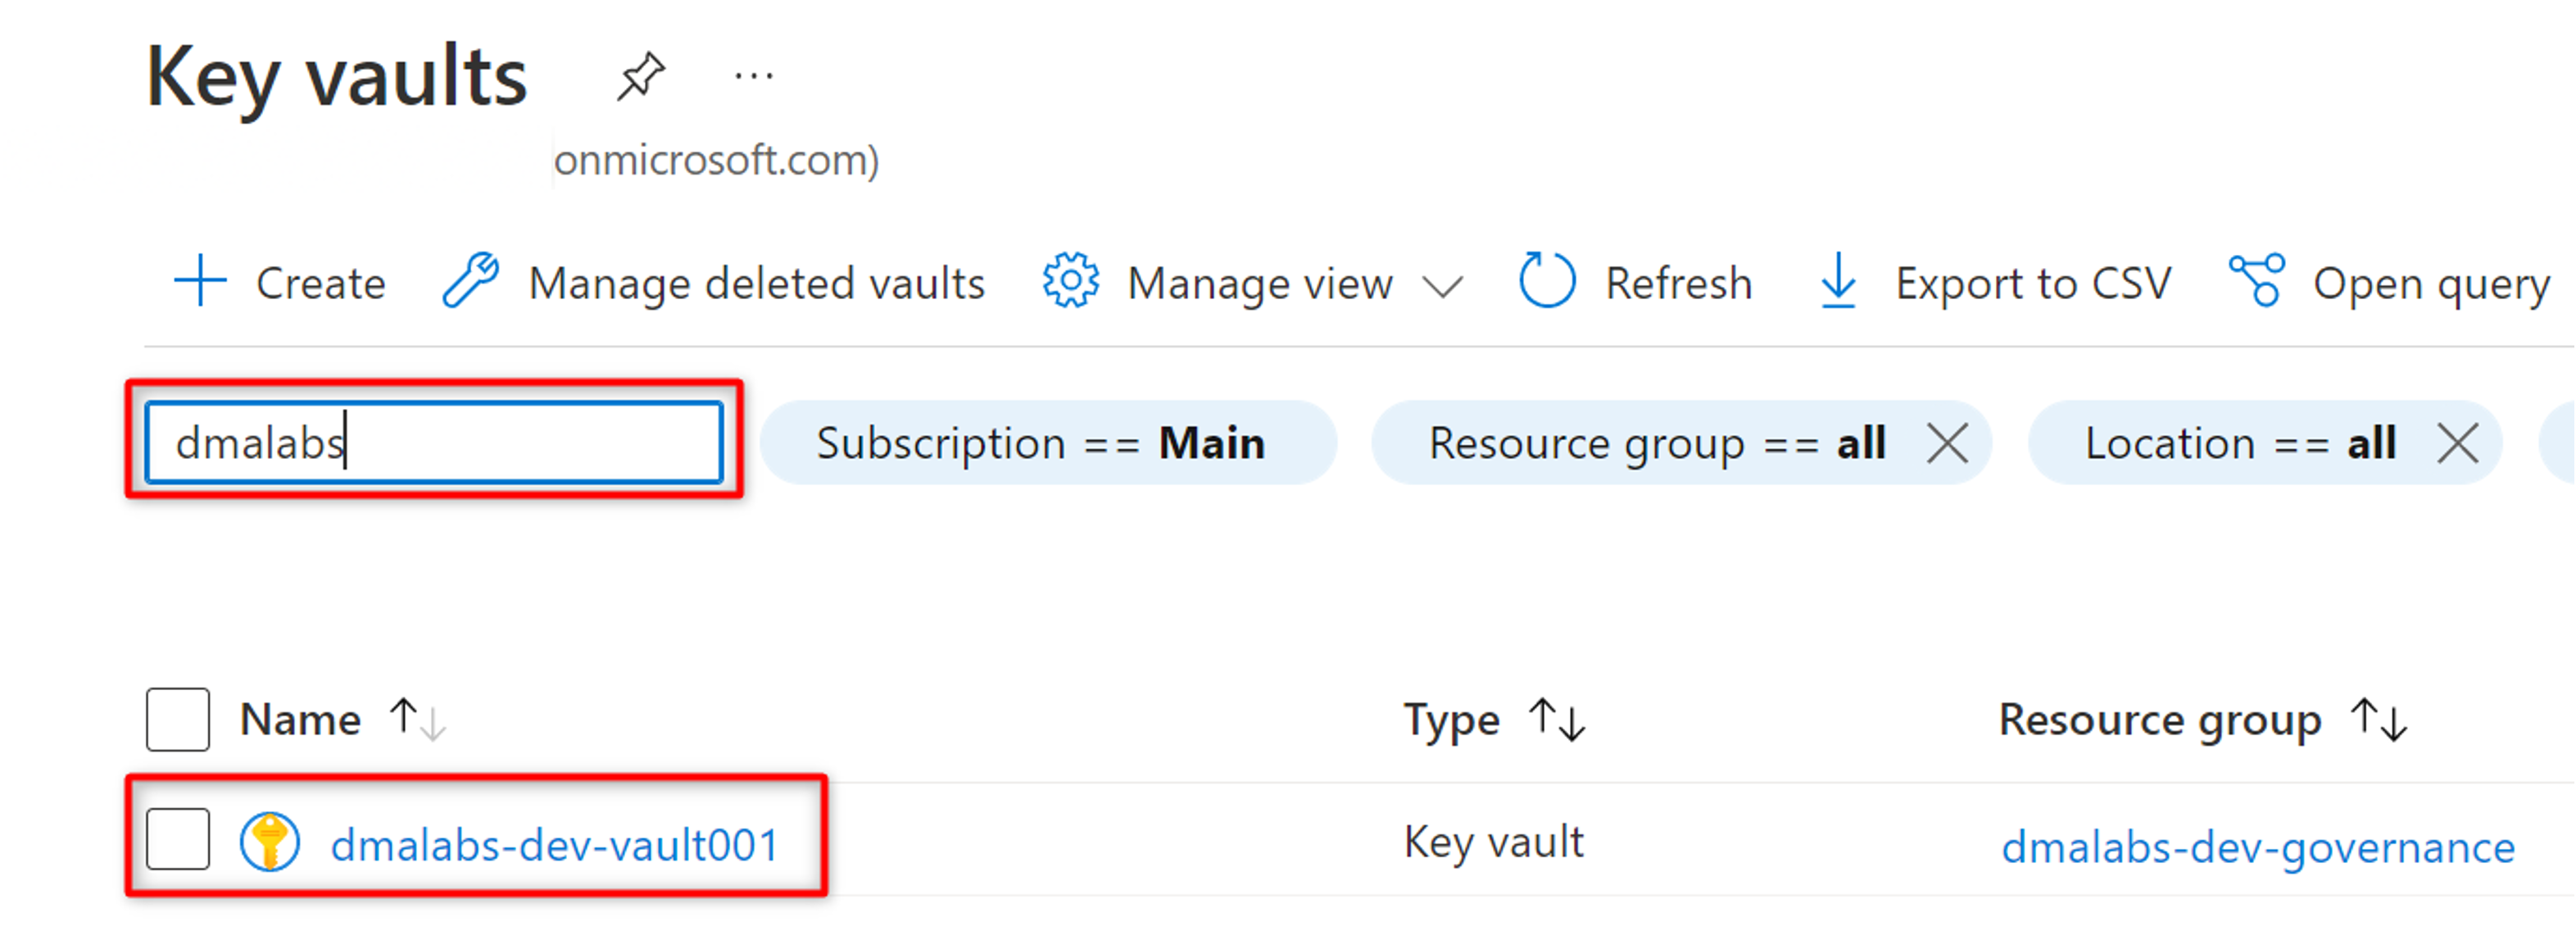 Key vaults ...
onmicrosoft.com)
Create Manage deleted vaults Manage view Refresh Export to CSV Open query
dmalabs Subscription == Main Resource group == all Location == all
Name Type Resource group
dmalabs-dev-vault001 Key vault dmalabs-dev-governance